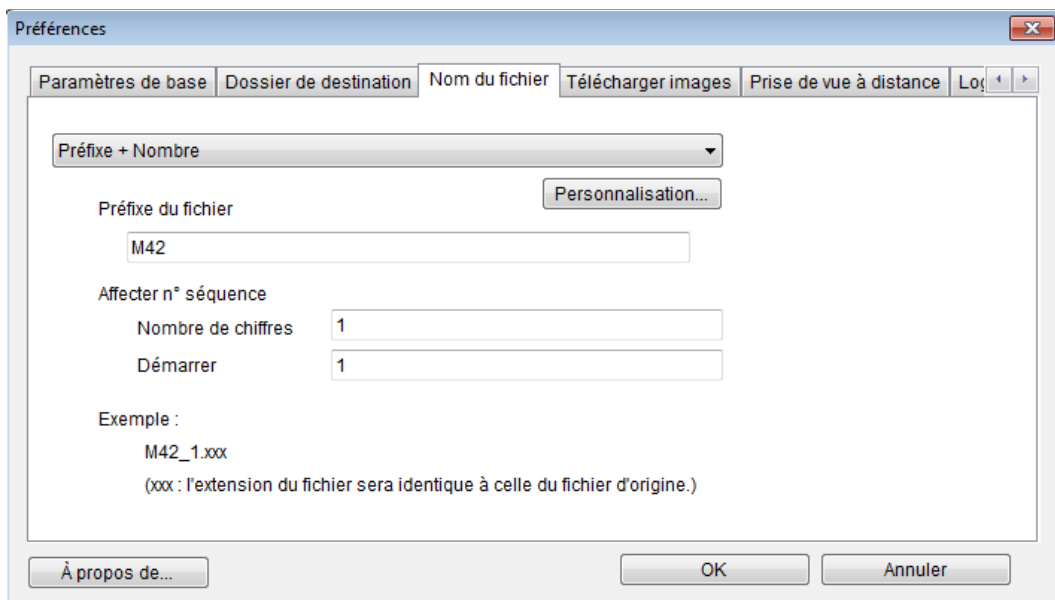 Préférences
Paramètres de base Dossier de destination Nom du fichier Télécharger images Prise de vue à distance
Préfixe + Nombre
Personnalisation...
Préfixe du fichier
M42
Affecter n° séquence
Nombre de chiffres 1
Démarrer 1
Exemple :
M42_1.xxx
(xxx : l'extension du fichier sera identique à celle du fichier d'origine.)
À propos de... OK Annuler